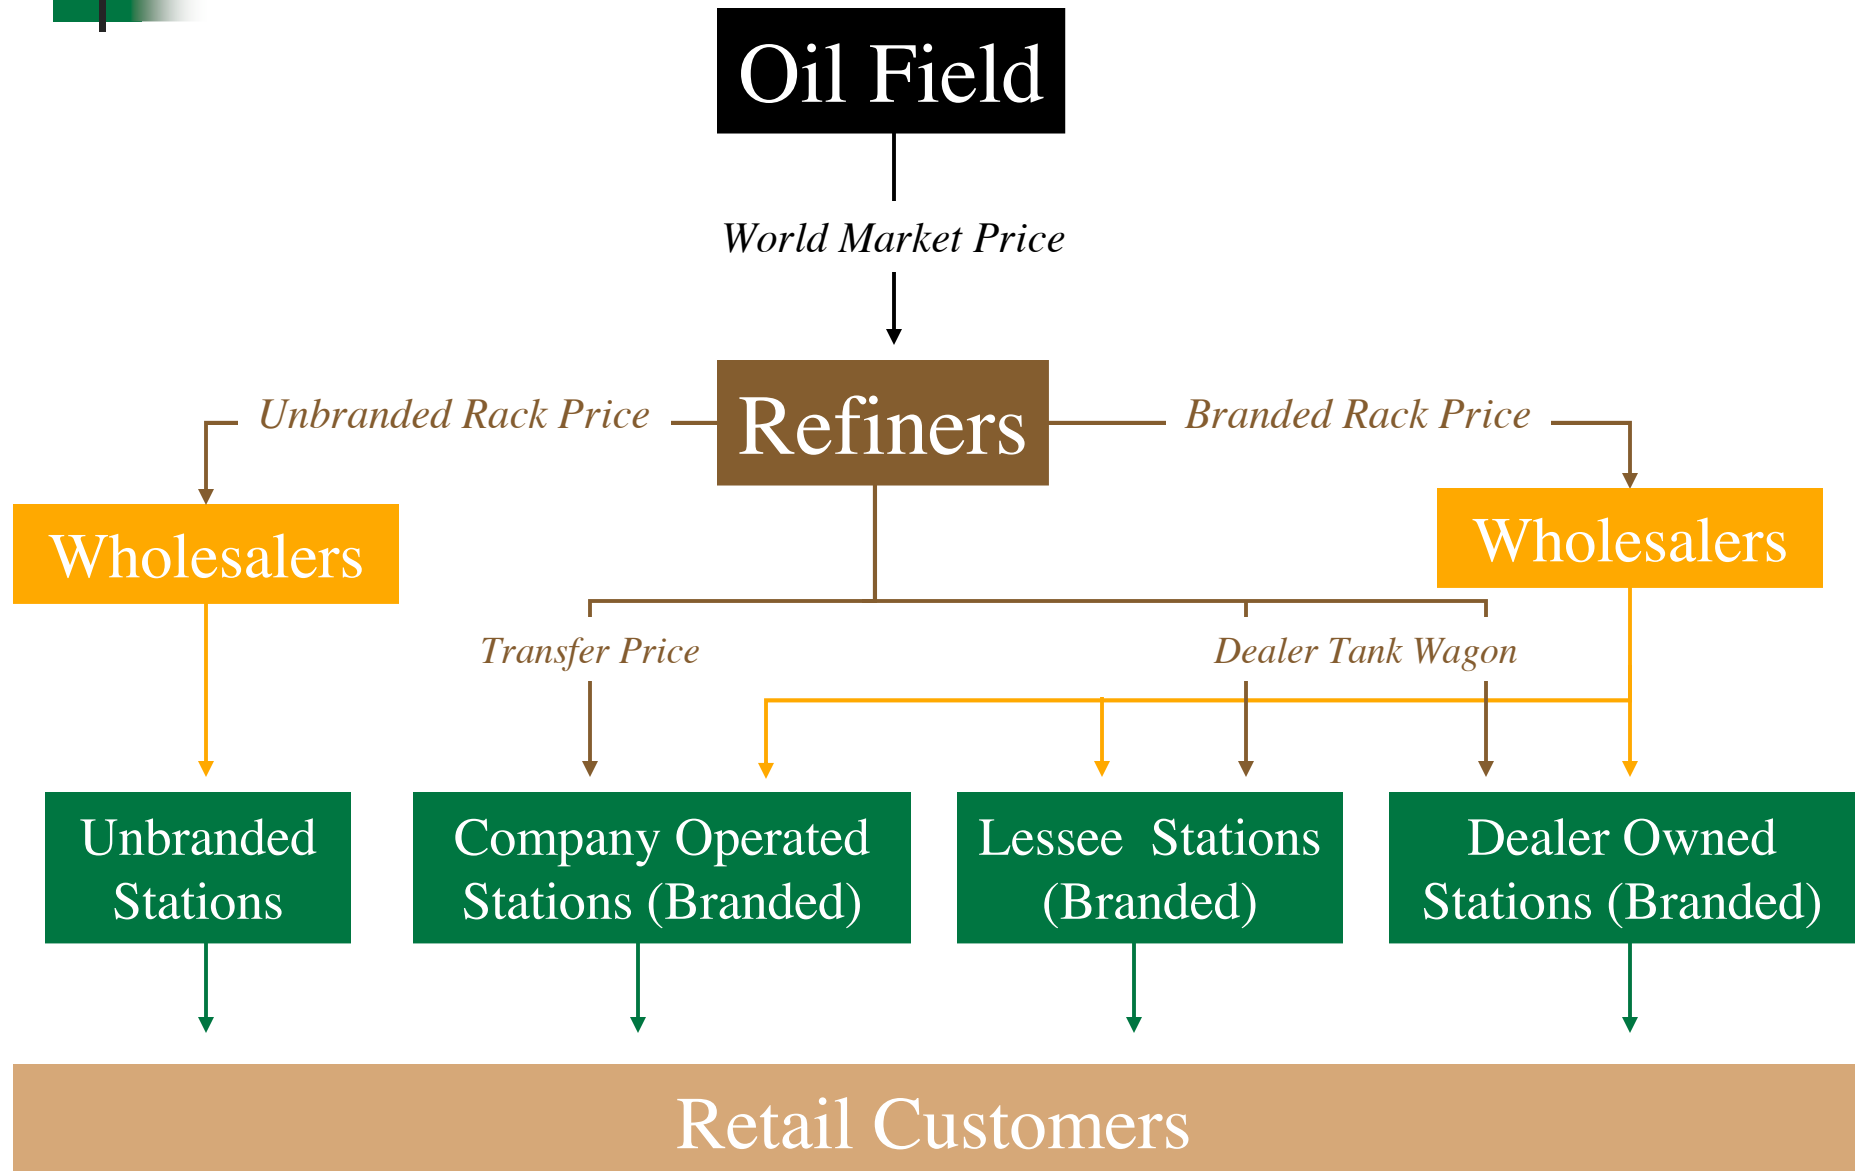 Oil Field
World Market Price
Unbranded Rack Price
Refiners
Branded Rack Price
Wholesalers
Wholesalers
Transfer Price
Dealer Tank Wagon
Unbranded
Stations
Company Operated
Stations (Branded)
Lessee Stations
(Branded)
Dealer Owned
Stations (Branded)
Retail Customers